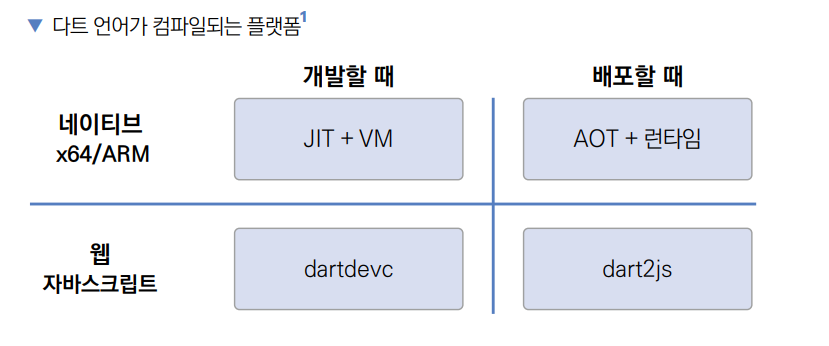 ▼ 다트 언어가 컴파일되는 플랫폼1
개발할 때
배포할 때
네이티브
x64/ARM
JIT + VM
AOT + 런타임
웹
자바스크립트
dartdevc
dart2js